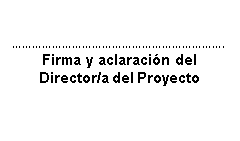 ……………………………………………………………
Firma y aclaración del
Director/a del Proyecto